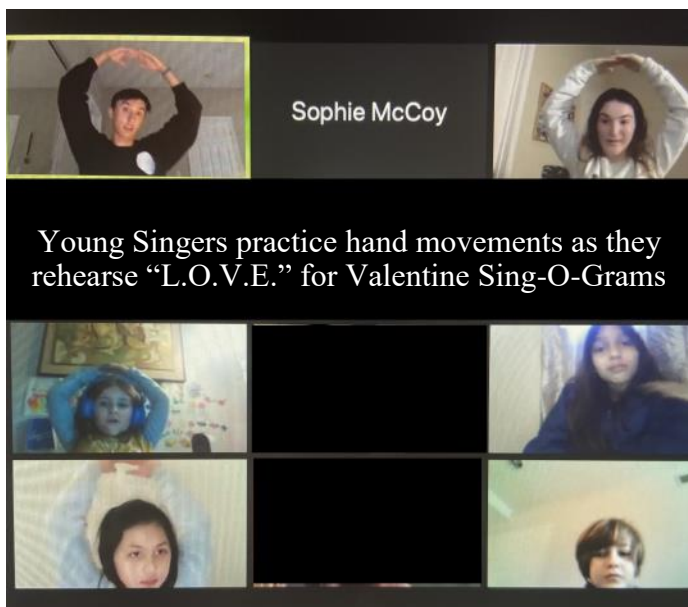 Sophie McCoy
Young Singers practice hand movements as they
rehearse “L.O.V.E.” for Valentine Sing-O-Grams